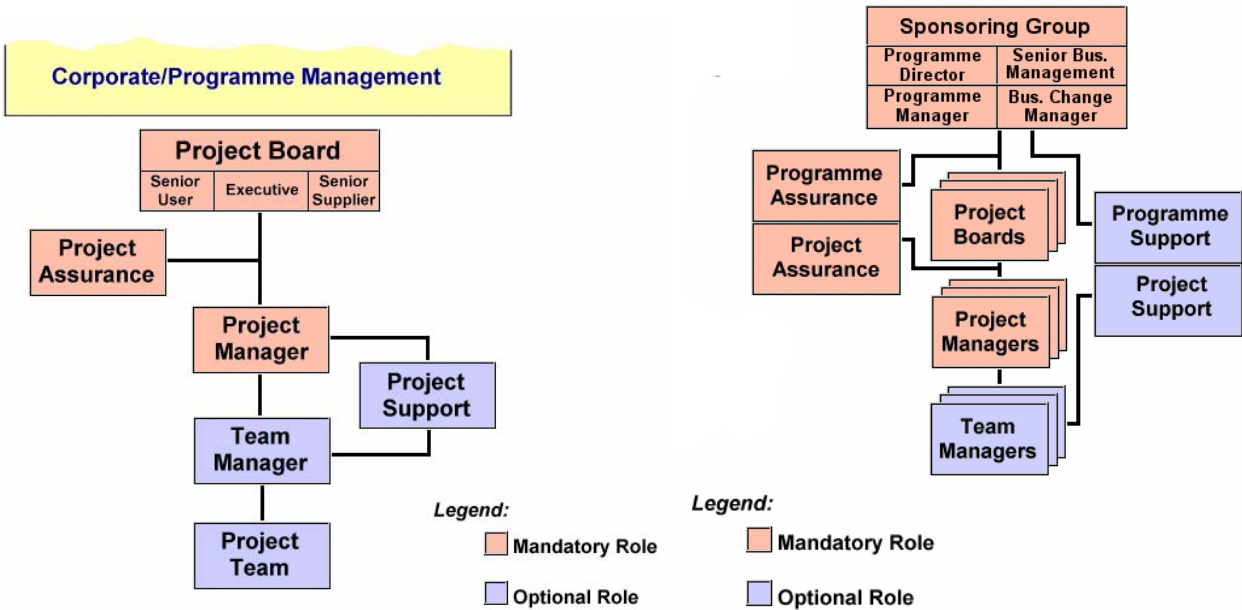 Corporate/Programme Management
Project Board
Senior
User
Executive
Senior
Supplier
Project
Assurance
Project
Manager
Project
Support
Team
Manager
Project
Team
Legend:
Mandatory Role
Optional Role
Sponsoring Group
Programme
Director
Senior Bus.
Management
Programme
Manager
Bus. Change
Manager
Programme
Assurance
Project
Boards
Programme
Support
Project
Assurance
Project
Support
Project
Managers
Team
Managers
Legend:
Mandatory Role
Optional Role